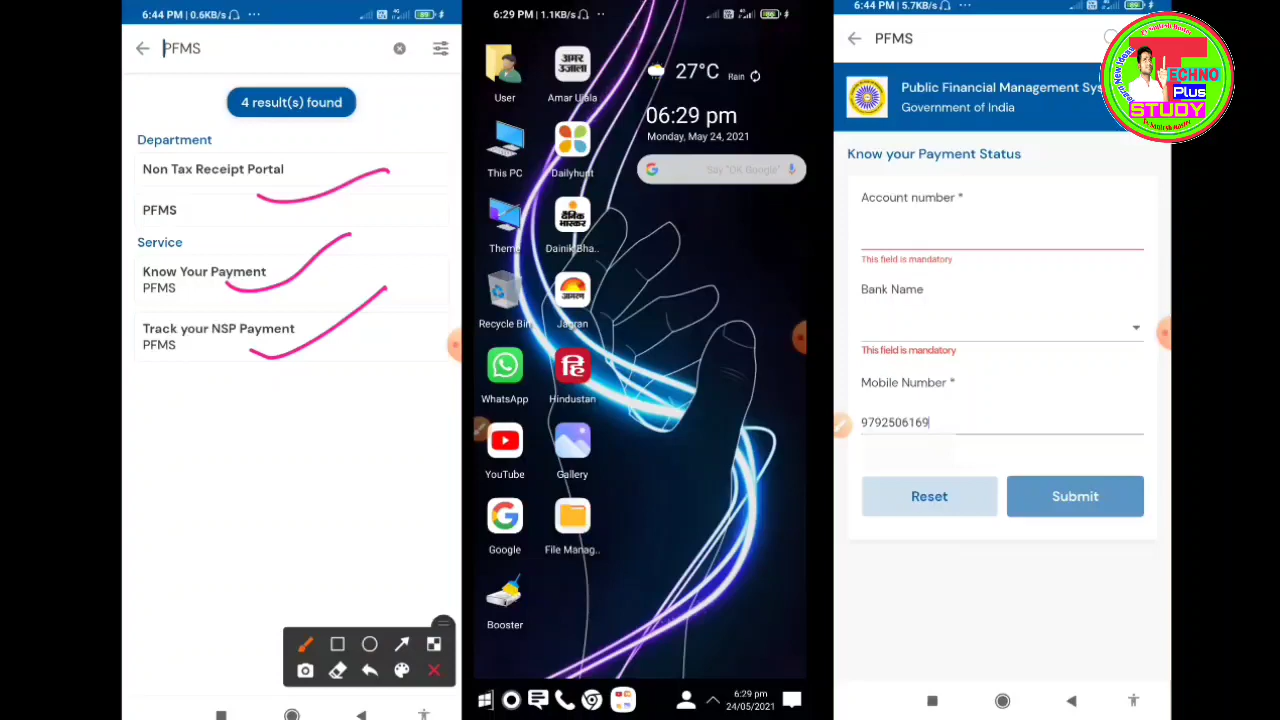 6:44 PM | 0.6KB/s
PFMS
4 result(s) found
Department
Non Tax Receipt Portal
PFMS
Service
Know Your Payment
PFMS
Track your NSP Payment
PFMS
6:29 PM | 1.1KB/s
User
अमर उजाला
Amar Ujala
This PC
Dailyhunt
Theme
दैनिक भास्कर
Dainik Bha..
Recycle Bin
जागरण
Jagran
WhatsApp
हि
Hindustan
YouTube
Gallery
Google
File Manag..
Booster
27°C
Rain
06:29 pm
Monday, May 24, 2021
Say "OK Google"
6:29 pm
24/05/2021
6:44 PM | 5.7KB/s
PFMS
Public Financial Management Sys
Government of India
Know your Payment Status
Account number *
This field is mandatory
Bank Name
This field is mandatory
Mobile Number *
9792506169
Reset
Submit
TECHNO
Plus
STUDY